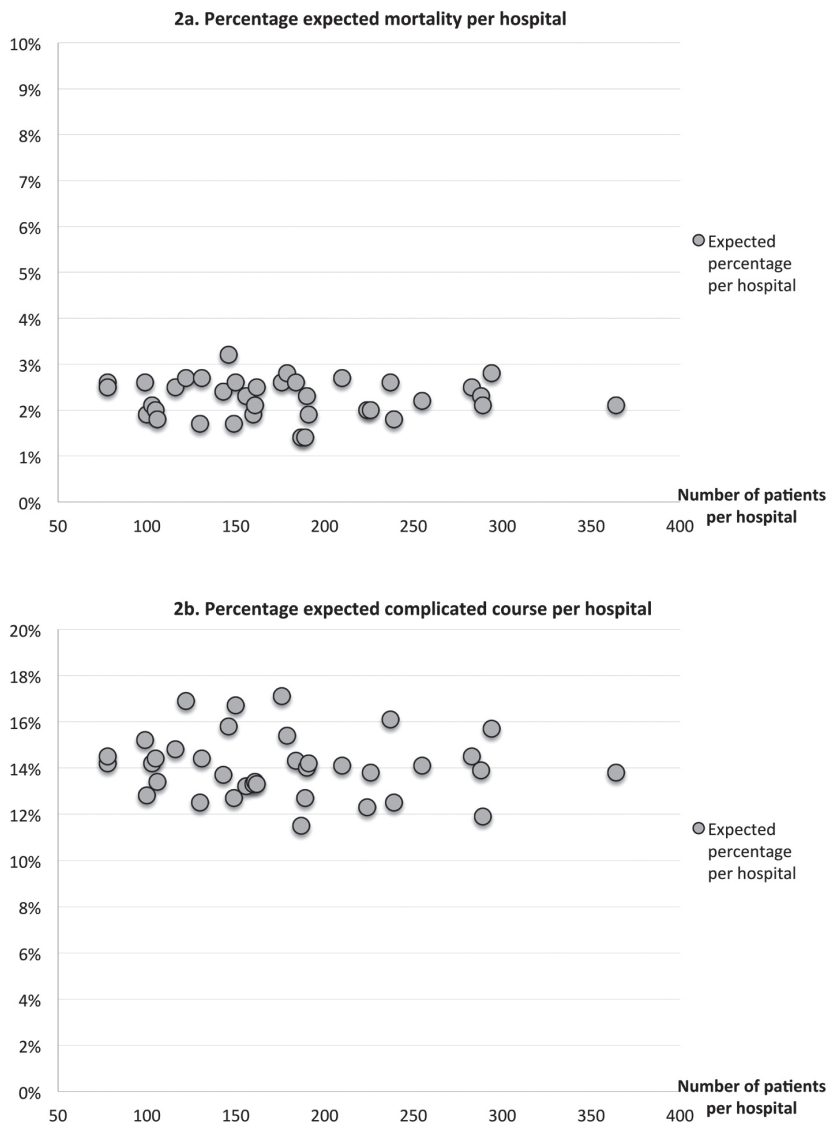 2a. Percentage expected mortality per hospital
10%
9%
8%
7%
6%
5%
4%
3%
2%
1%
0%
50 100 150 200 250 300 350 400
Number of patients
per hospital
Expected
percentage
per hospital
2b. Percentage expected complicated course per hospital
20%
18%
16%
14%
12%
10%
8%
6%
4%
2%
0%
50 100 150 200 250 300 350 400
Number of patients
per hospital
Expected
percentage
per hospital